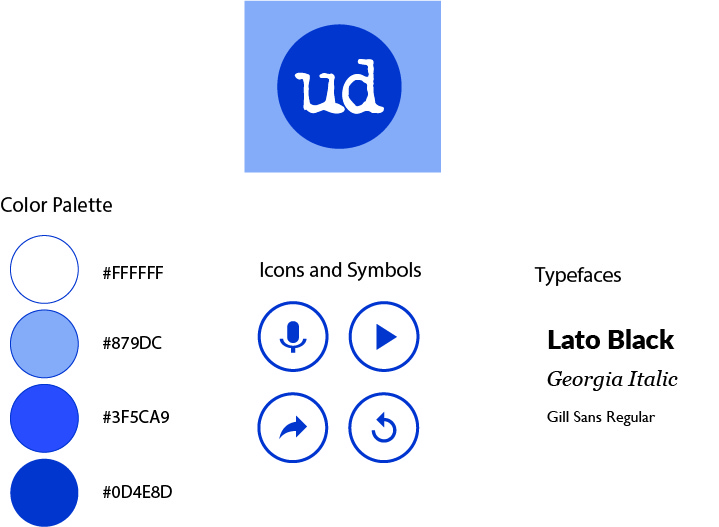 ud
Color Palette
#FFFFFF
#879DC
#3F5CA9
#0D4E8D
Icons and Symbols
Typefaces
Lato Black
Georgia Italic
Gill Sans Regular